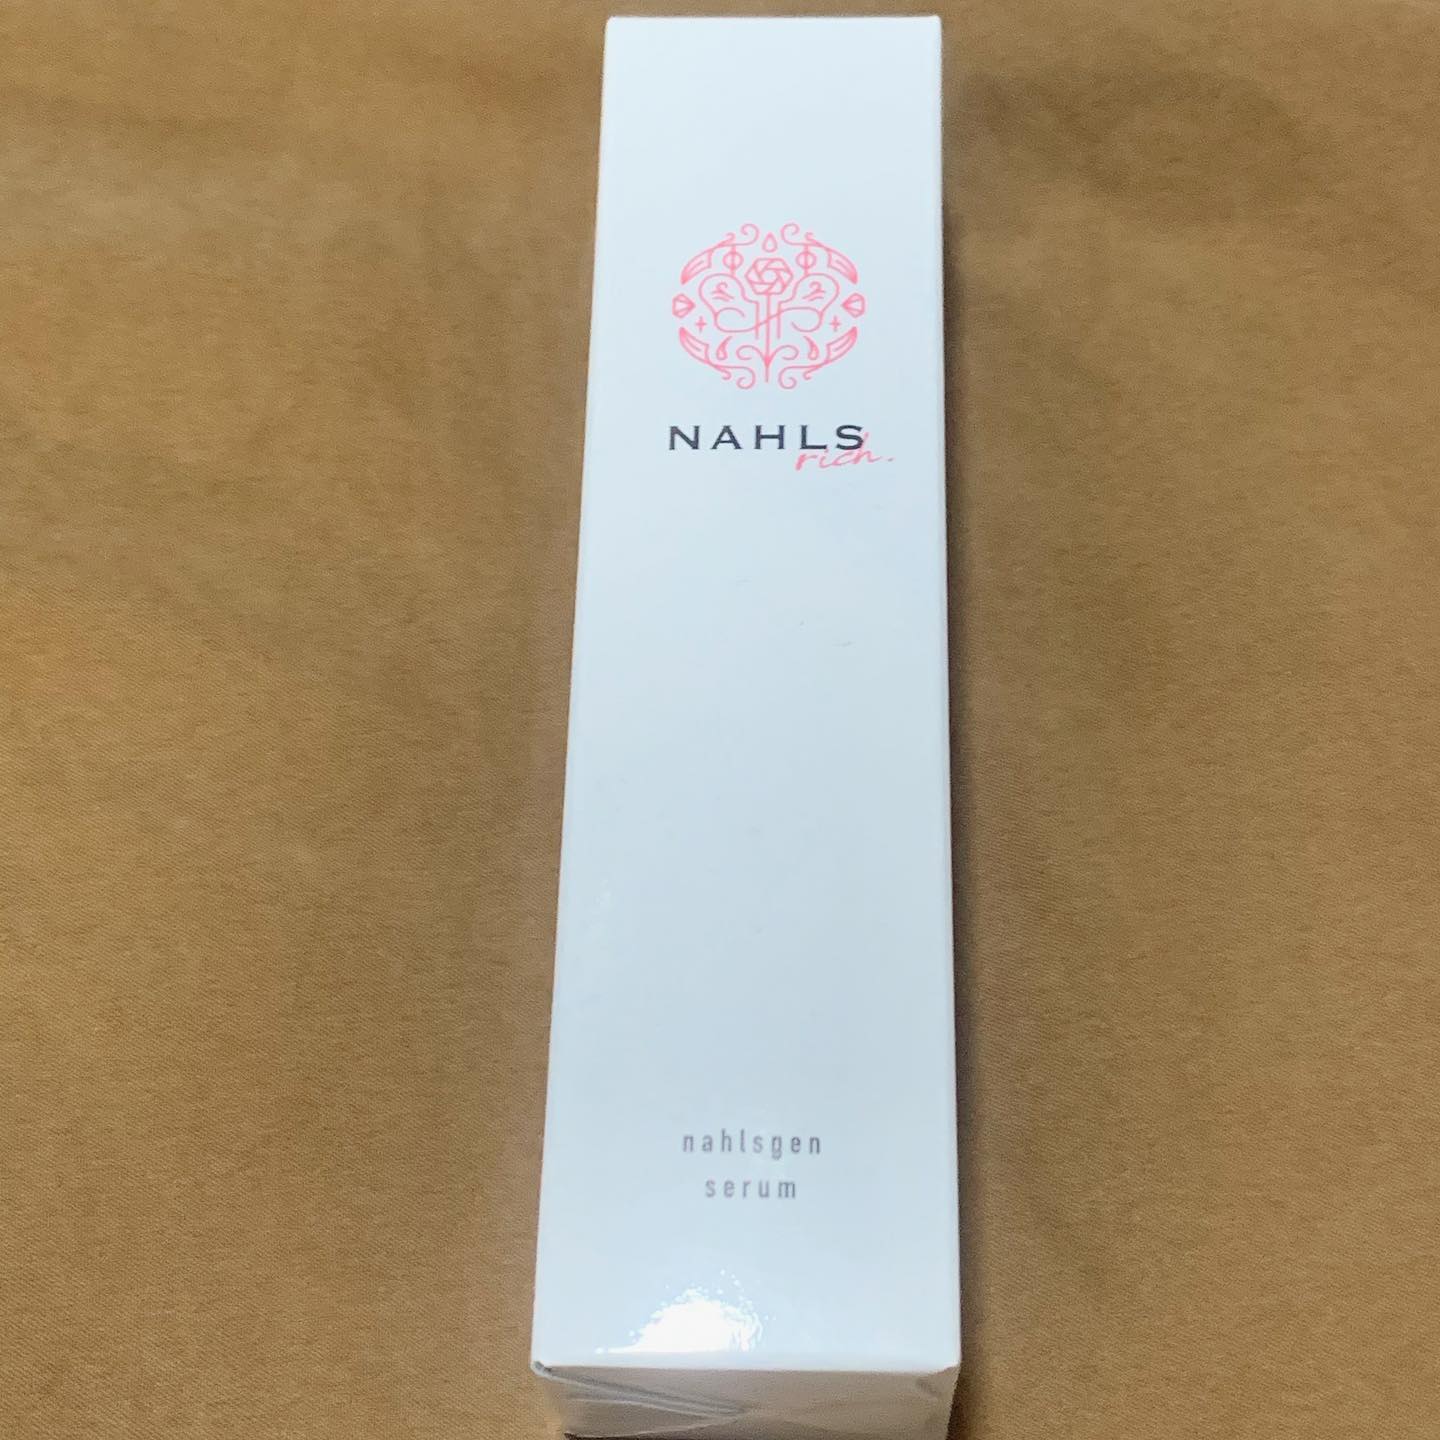 NAHLS
rich.
nahlsgen
serum